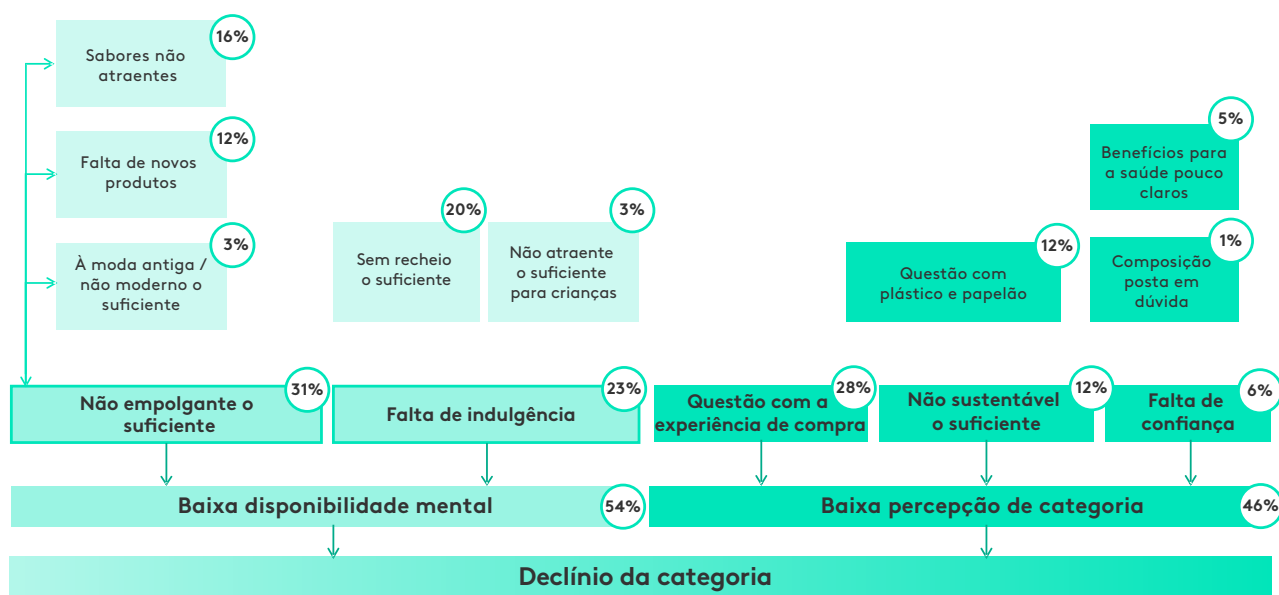 16%
Sabores não
atraentes
12%
Falta de novos
produtos
3%
À moda antiga /
não moderno o
suficiente
20%
Sem recheio
o suficiente
3%
Não atraente
o suficiente
para crianças
12%
Questão com
plástico e papelão
5%
Benefícios para
a saúde pouco
claros
1%
Composição
posta em
dúvida
31%
Não empolgante o
suficiente
23%
Falta de indulgência
28%
Questão com a
experiência de compra
12%
Não sustentável
o suficiente
6%
Falta de
confiança
Baixa disponibilidade mental
54%
Baixa percepção de categoria
46%
Declínio da categoria